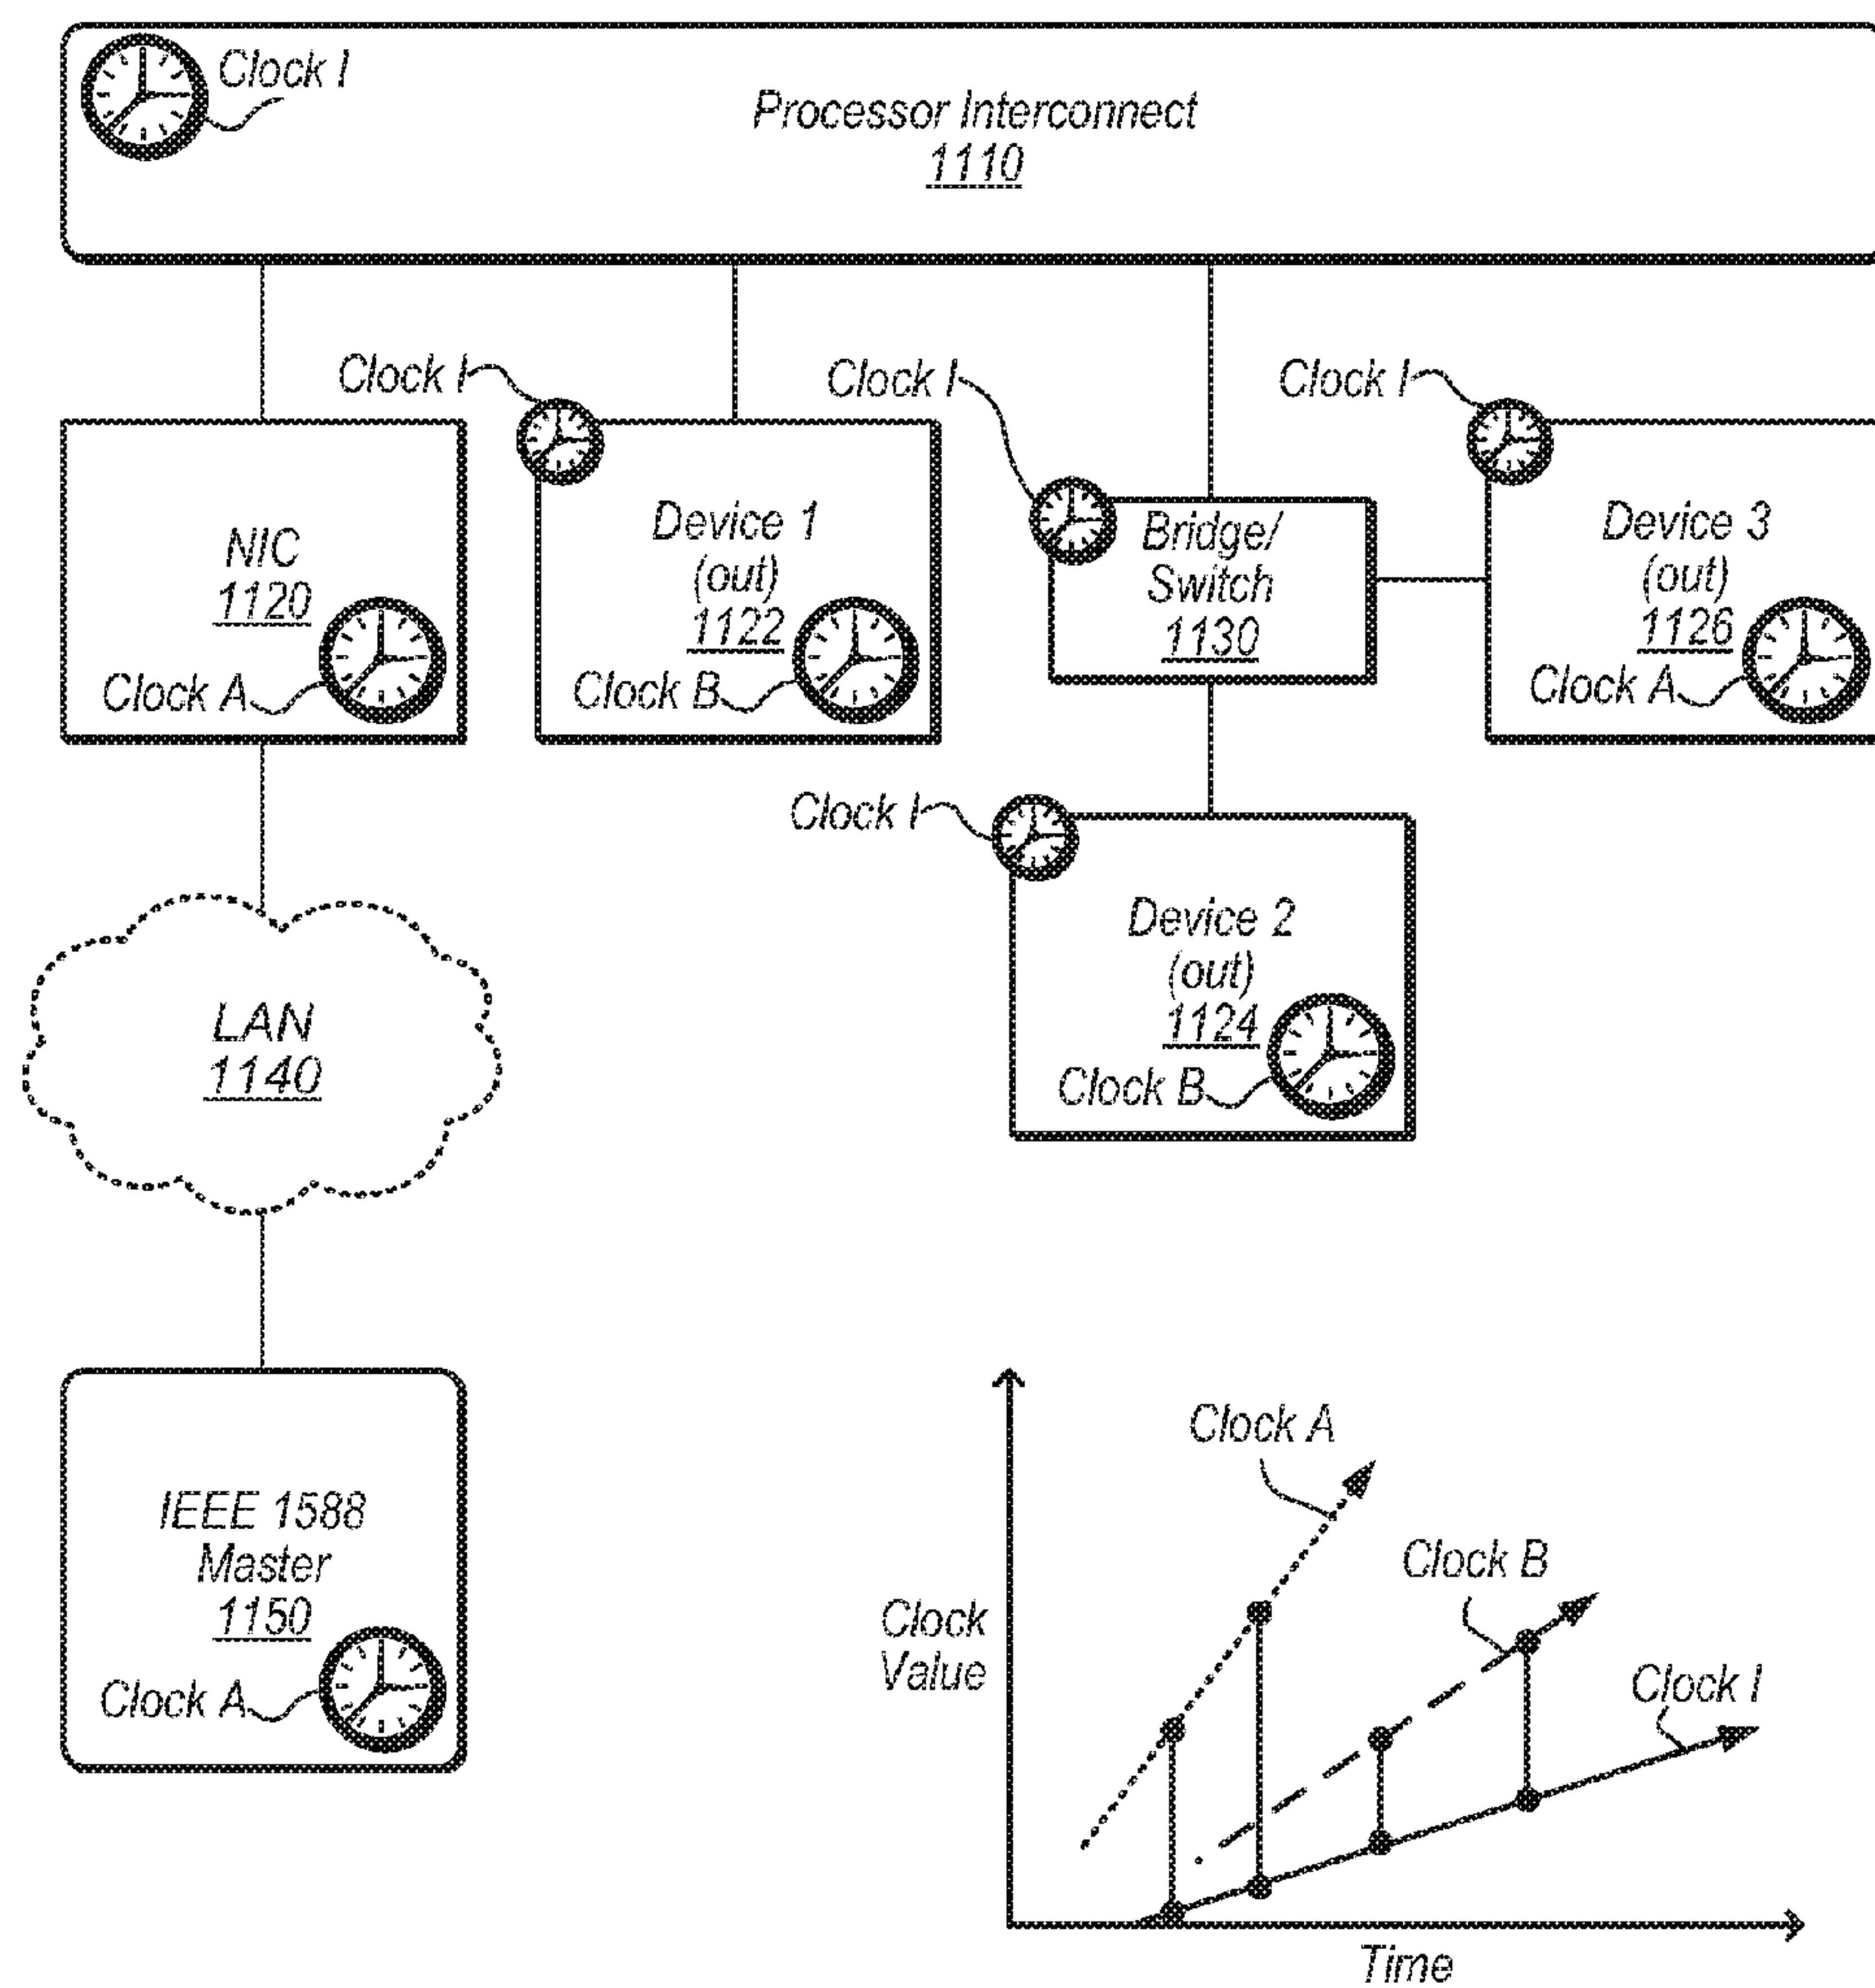 Clock I
Processor Interconnect
1110
Clock I
Clock I
Clock I
NIC
1120
Clock A
Device 1
(out)
1122
Clock B
Bridge/
Switch
1130
Device 3
(out)
1126
Clock A
Clock I
Device 2
(out)
1124
Clock B
LAN
1140
IEEE 1588
Master
1150
Clock A
Clock A
Clock B
Clock I
Clock
Value
Time